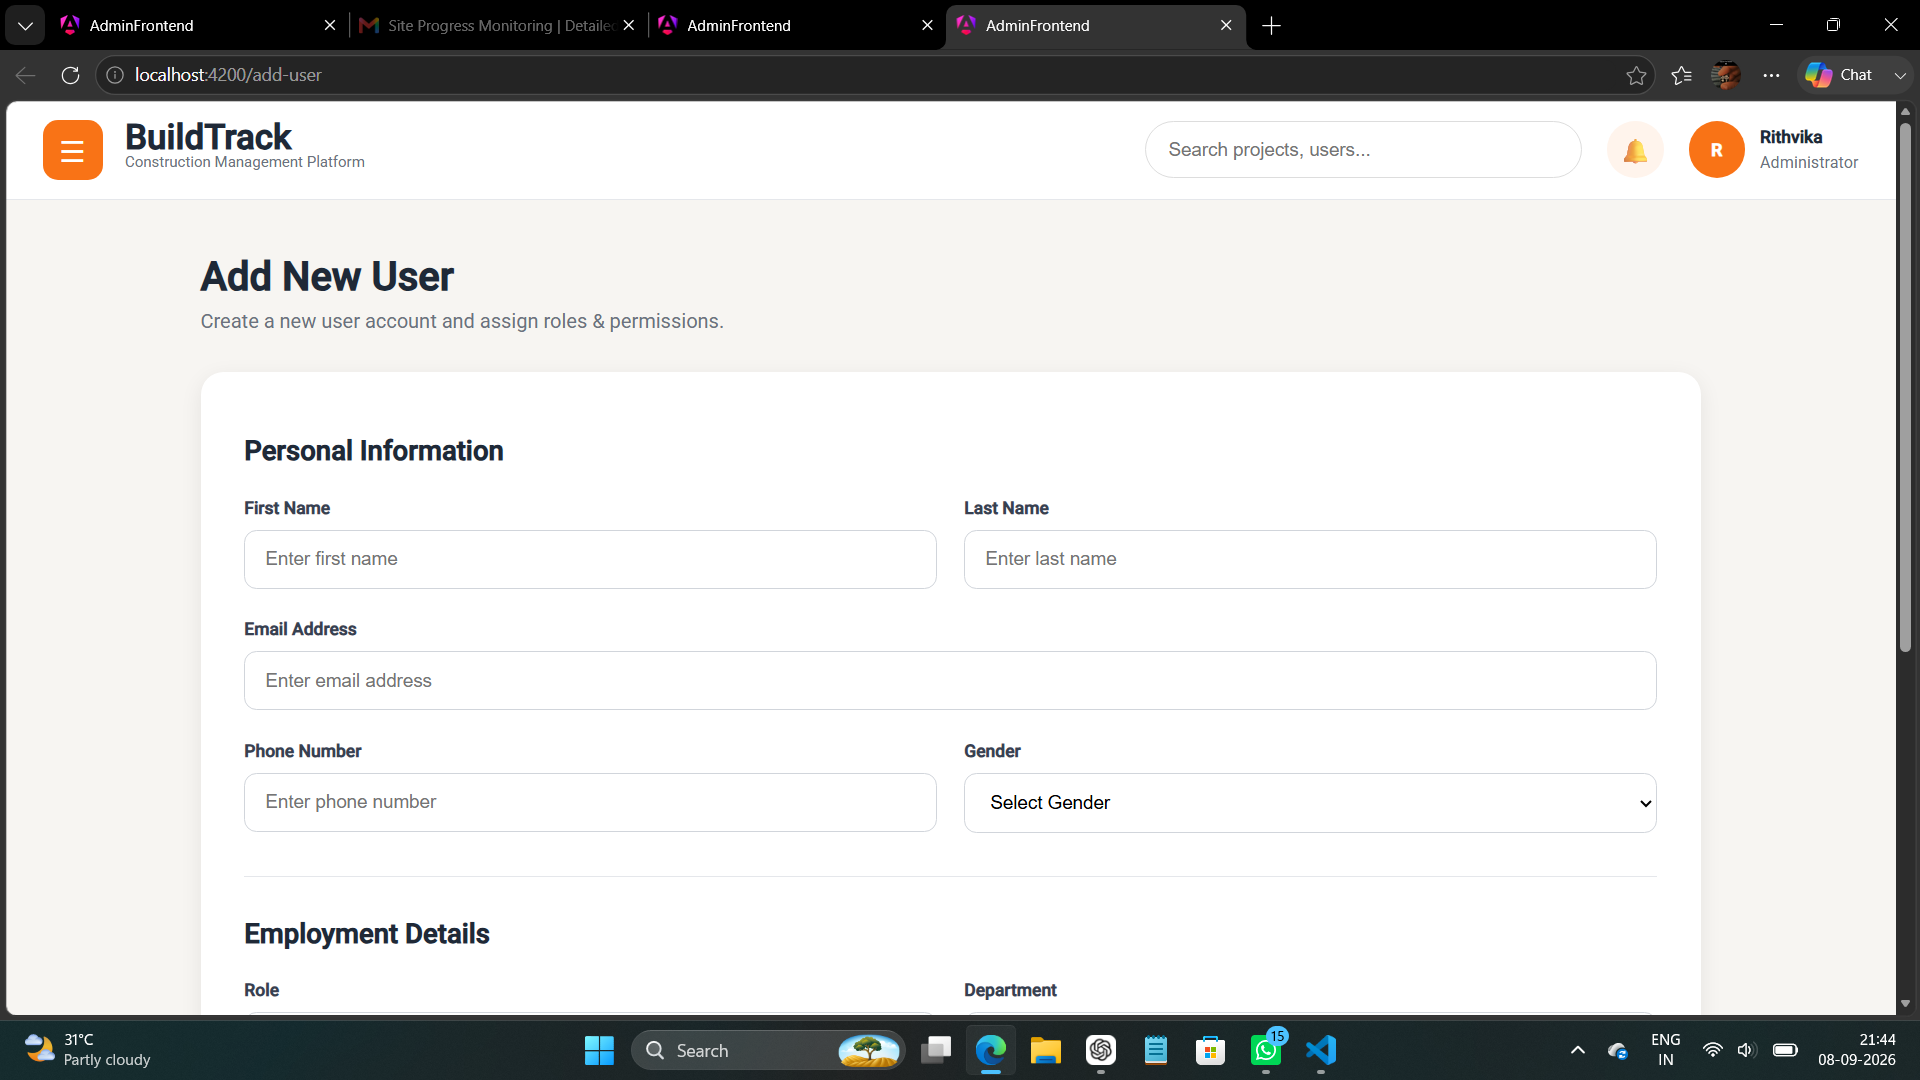 AdminFrontend
Site Progress Monitoring | Detailed
AdminFrontend
AdminFrontend
localhost:4200/add-user
Chat
BuildTrack
Construction Management Platform
Search projects, users...
R
Rithvika
Administrator
Add New User
Create a new user account and assign roles & permissions.
Personal Information
First Name
Last Name
Enter first name
Enter last name
Email Address
Enter email address
Phone Number
Gender
Enter phone number
Select Gender
Employment Details
Role
Department
31°C
Partly cloudy
Search
15
ENG
IN
21:44
08-09-2026